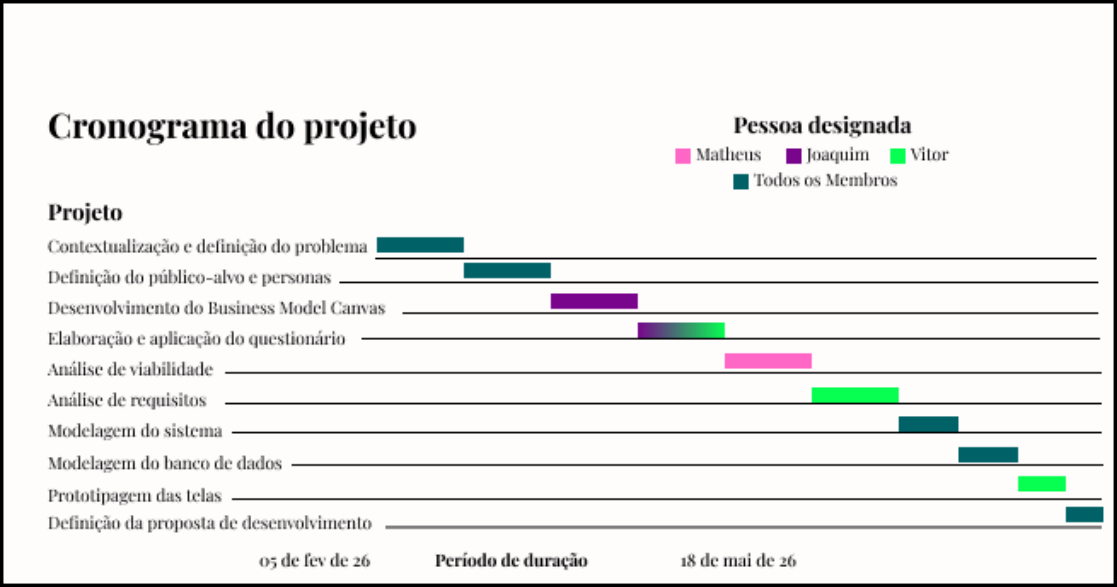 Cronograma do projeto
Pessoa designada
Matheus Joaquim Vitor
Todos os Membros
Projeto
Contextualização e definição do problema
Definição do público-alvo e personas
Desenvolvimento do Business Model Canvas
Elaboração e aplicação do questionário
Análise de viabilidade
Análise de requisitos
Modelagem do sistema
Modelagem do banco de dados
Prototipagem das telas
Definição da proposta de desenvolvimento
05 de fev de 26 Período de duração 18 de mai de 26